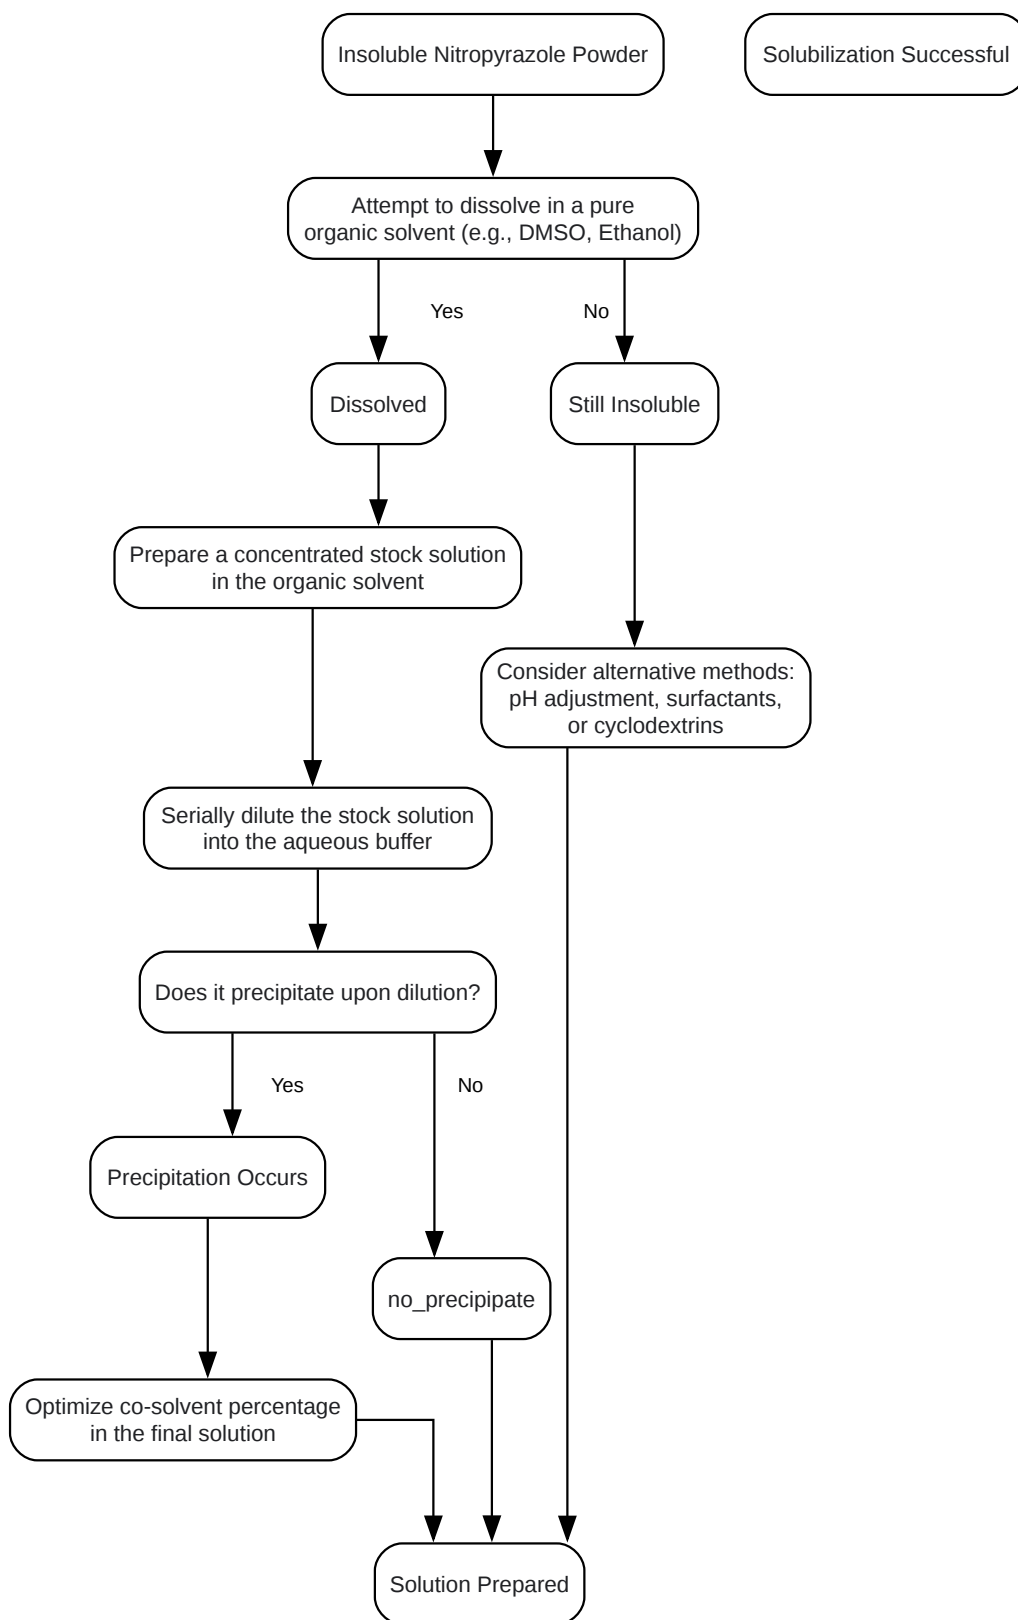 Insoluble Nitropyrazole Powder
Solubilization Successful
Attempt to dissolve in a pure
organic solvent (e.g., DMSO, Ethanol)
Yes
No
Dissolved
Still Insoluble
Prepare a concentrated stock solution
in the organic solvent
Consider alternative methods:
pH adjustment, surfactants,
or cyclodextrins
Serially dilute the stock solution
into the aqueous buffer
Does it precipitate upon dilution?
Yes
No
Precipitation Occurs
no_precipipate
Optimize co-solvent percentage
in the final solution
Solution Prepared